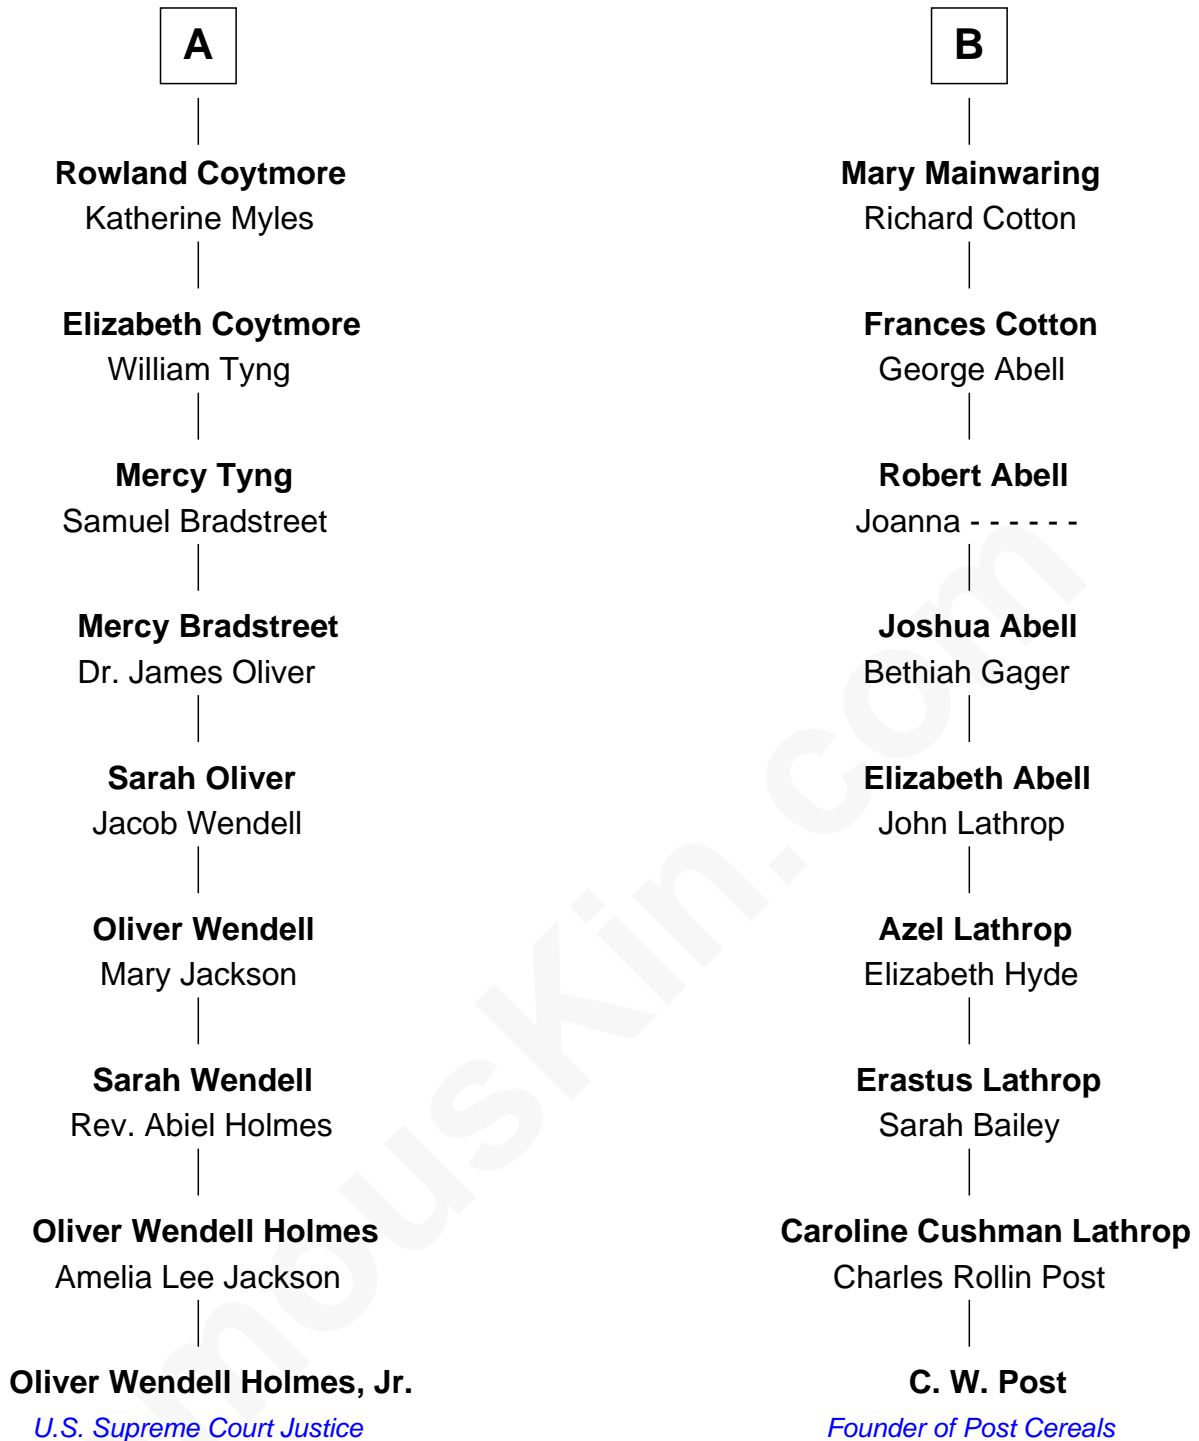 A
Rowland Coytmore
Katherine Myles
Elizabeth Coytmore
William Tyng
Mercy Tyng
Samuel Bradstreet
Mercy Bradstreet
Dr. James Oliver
Sarah Oliver
Jacob Wendell
Oliver Wendell
Mary Jackson
Sarah Wendell
Rev. Abiel Holmes
Oliver Wendell Holmes
Amelia Lee Jackson
Oliver Wendell Holmes, Jr.
U.S. Supreme Court Justice
B
Mary Mainwaring
Richard Cotton
Frances Cotton
George Abell
Robert Abell
Joanna - - - - - -
Joshua Abell
Bethiah Gager
Elizabeth Abell
John Lathrop
Azel Lathrop
Elizabeth Hyde
Erastus Lathrop
Sarah Bailey
Caroline Cushman Lathrop
Charles Rollin Post
C. W. Post
Founder of Post Cereals
mousKin.com